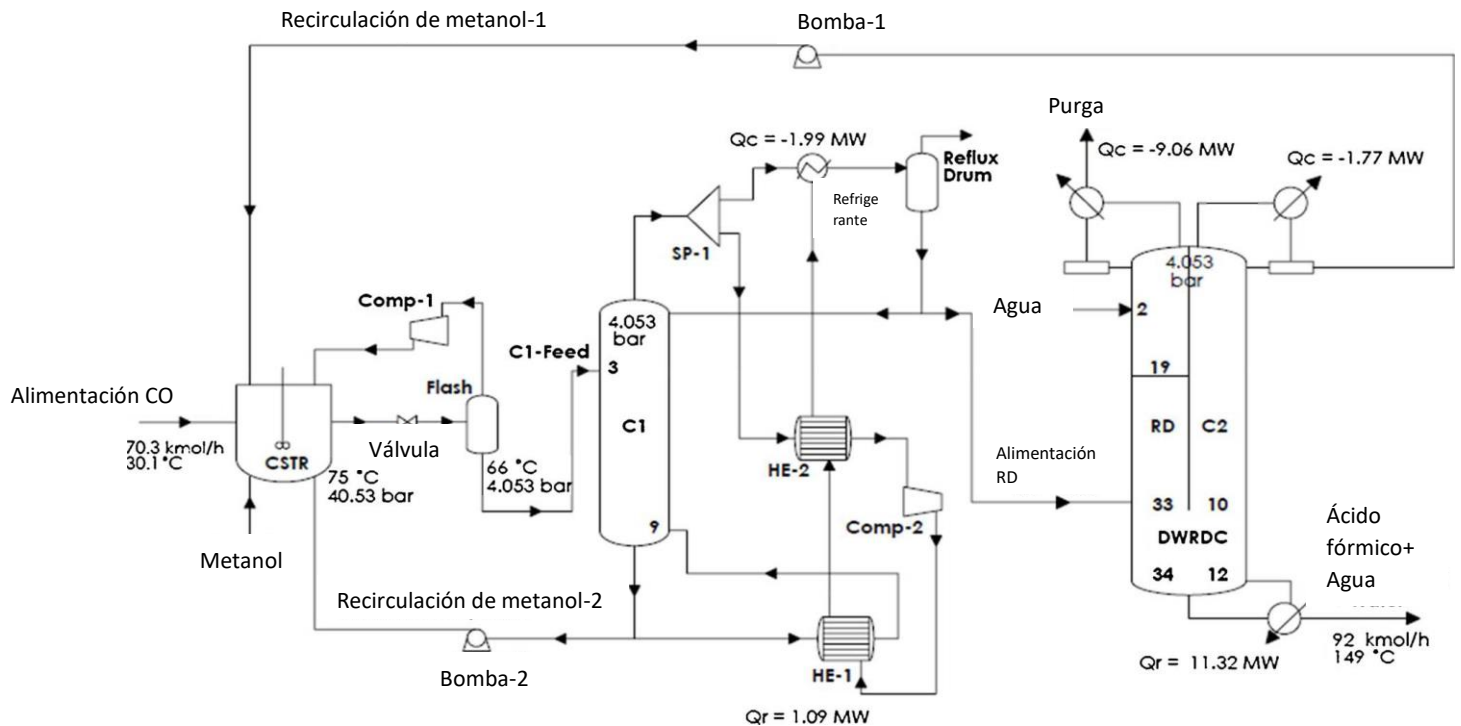 Recirculación de metanol-1
Bomba-1
Purga
Qc = -1.99 MW
Qc = -9.06 MW
Reflux
Drum
Qc = -1.77 MW
Refrige
rante
SP-1
4.053
bar
Comp-1
Agua
2
4.053
bar
C1-Feed
3
19
Flash
Alimentación CO
C1
RD
C2
70.3 kmol/h
30.1 °C
CSTR
Válvula
HE-2
Alimentación
RD
75 °C
40.53 bar
66 °C
4.053 bar
33
10
Comp-2
Ácido
fórmico+
Agua
9
DWRDC
Metanol
34
12
Recirculación de metanol-2
92 kmol/h
149 °C
Bomba-2
HE-1
Qr = 11.32 MW
Qr = 1.09 MW